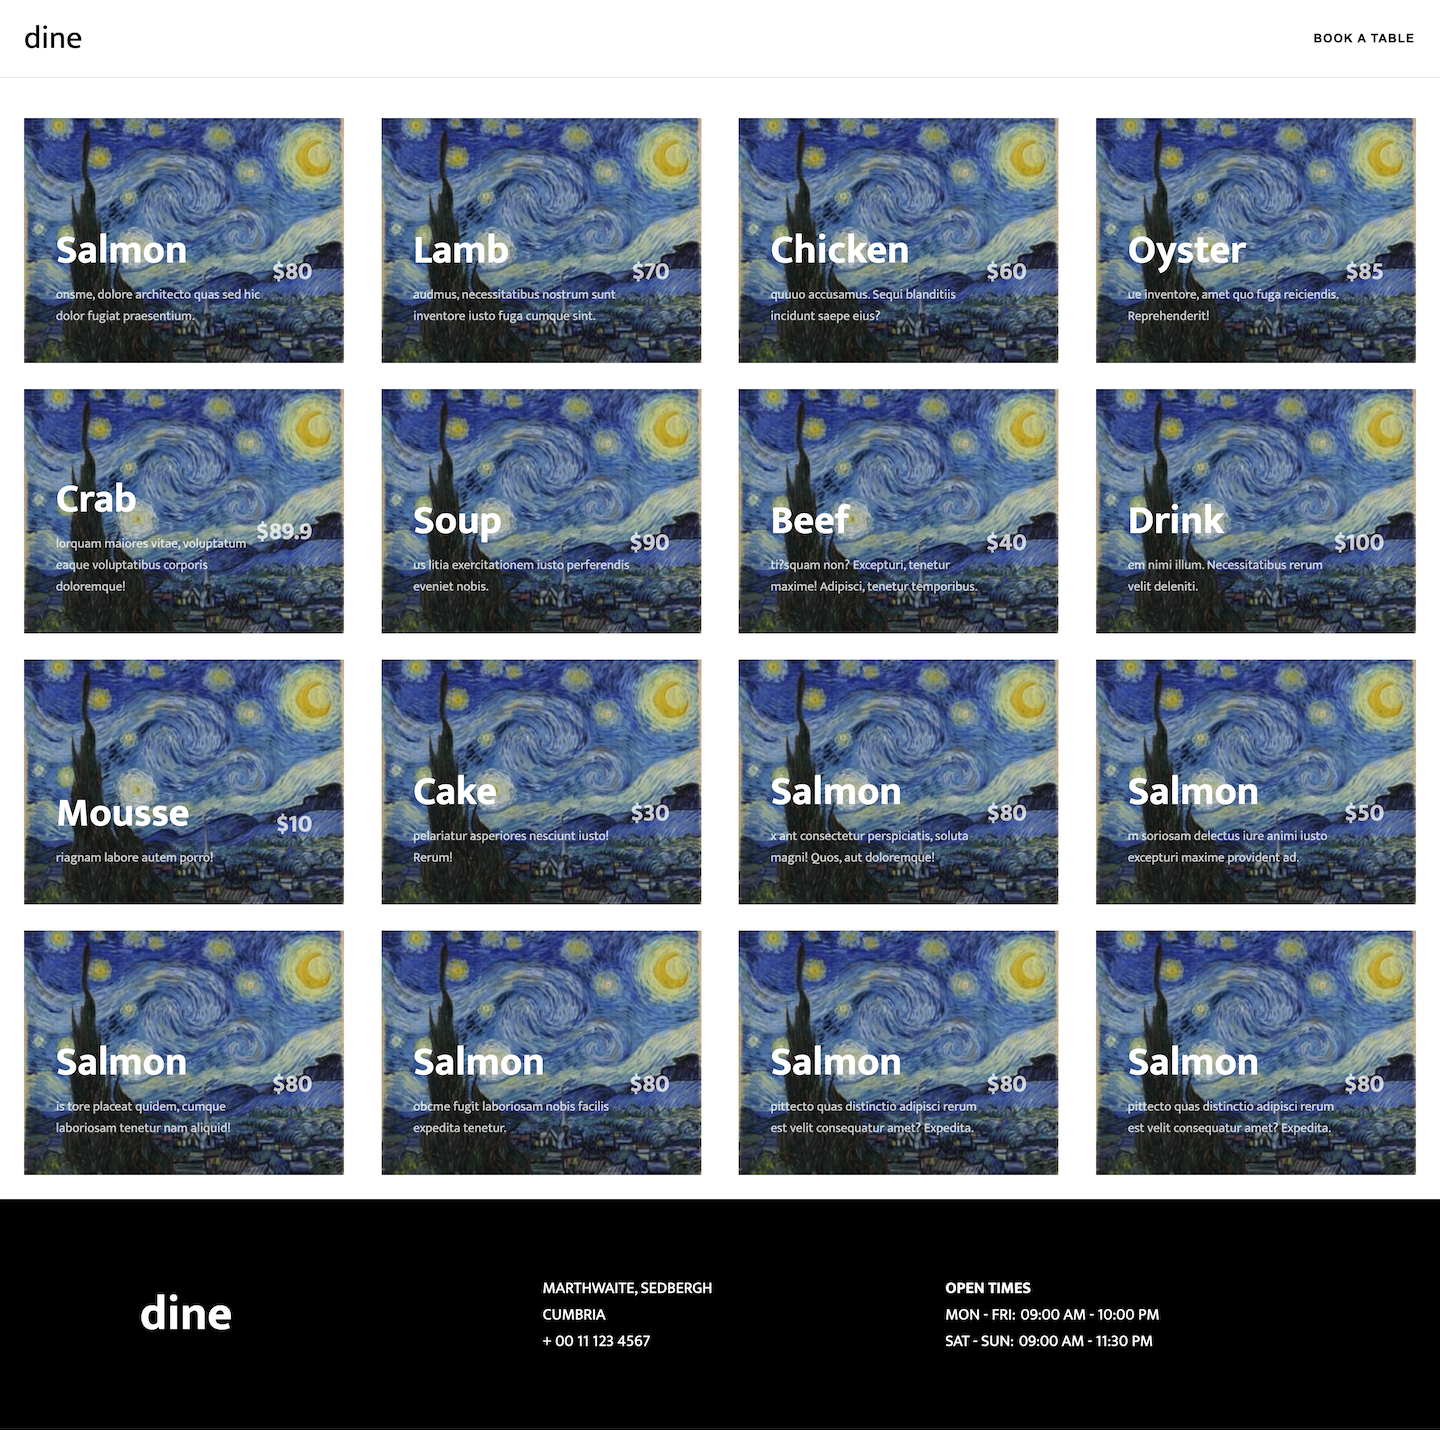 dine
BOOK A TABLE
Salmon
$80
onsme, dolore architecto quas sed hic
dolor fugiat praesentium.
Lamb
$70
audmus, necessitatibus nostrum sunt
inventore iusto fuga cumque sint.
Chicken
$60
quuuo accusamus. Sequi blanditiis
incidunt saepe eius?
Oyster
$85
ue inventore, amet quo fuga reiciendis.
Reprehenderit!
Crab
$89.9
lorquam maiores vitae, voluptatum
eaque voluptatibus corporis
doloremque!
Soup
$90
us litia exercitationem iusto perferendis
eveniet nobis.
Beef
$40
ti?squam non? Excepturi, tenetur
maxime! Adipisci, tenetur temporibus.
Drink
$100
em nimi illum. Necessitatibus rerum
velit deleniti.
Mousse
$10
riagnam labore autem porro!
Cake
$30
pelariatur asperiores nesciunt iusto!
Rerum!
Salmon
$80
x ant consectetur perspiciatis, soluta
magni! Quos, aut doloremque!
Salmon
$50
m soriosam delectus iure animi iusto
excepturi maxime provident ad.
Salmon
$80
is tore placeat quidem, cumque
laboriosam tenetur nam aliquid!
Salmon
$80
obcme fugit laboriosam nobis facilis
expedita tenetur.
Salmon
$80
pittecto quas distinctio adipisci rerum
est velit consequatur amet? Expedita.
Salmon
$80
pittecto quas distinctio adipisci rerum
est velit consequatur amet? Expedita.
dine
MARTHWAITE, SEDBERGH
CUMBRIA
+ 00 11 123 4567
OPEN TIMES
MON - FRI: 09:00 AM - 10:00 PM
SAT - SUN: 09:00 AM - 11:30 PM